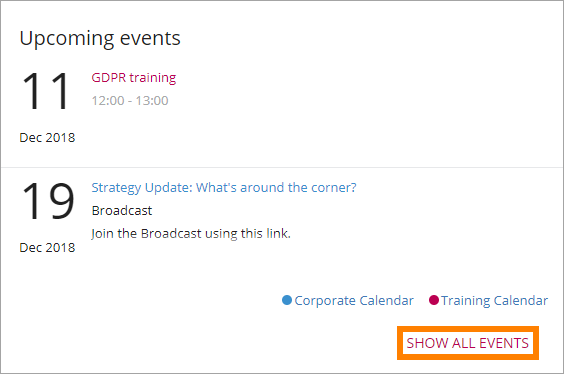 Upcoming events
11
GDPR training
12:00 - 13:00
Dec 2018
19
Strategy Update: What's around the corner?
Broadcast
Join the Broadcast using this link.
Dec 2018
Corporate Calendar Training Calendar
SHOW ALL EVENTS